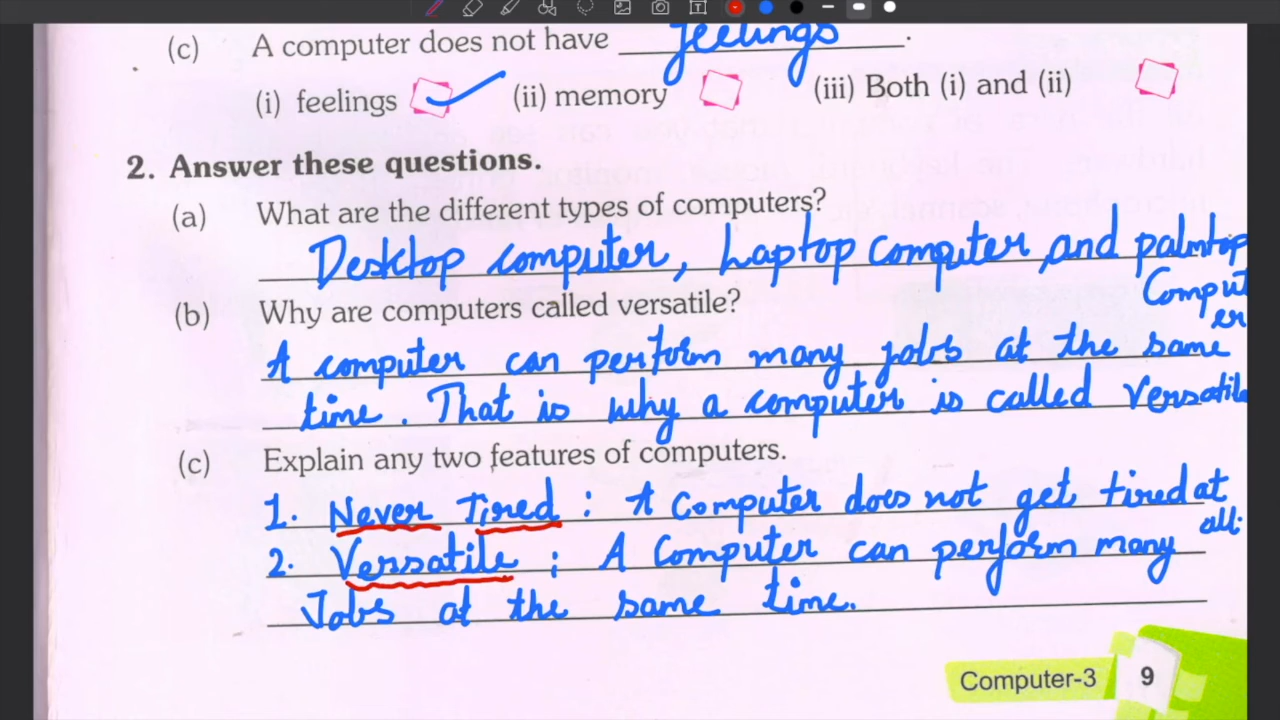 (c) A computer does not have feelings.
(i) feelings (ii) memory (iii) Both (i) and (ii)
2. Answer these questions.
(a) What are the different types of computers?
Desktop computer, Laptop computer, and palmtop
Comput
er
(b) Why are computers called versatile?
A computer can perform many jobs at the same
time. That is why a computer is called versatile
(c) Explain any two features of computers.
1. Never Tired : A Computer does not get tired at
all.
2. Versatile : A Computer can perform many
Jobs at the same time.
Computer-3 9